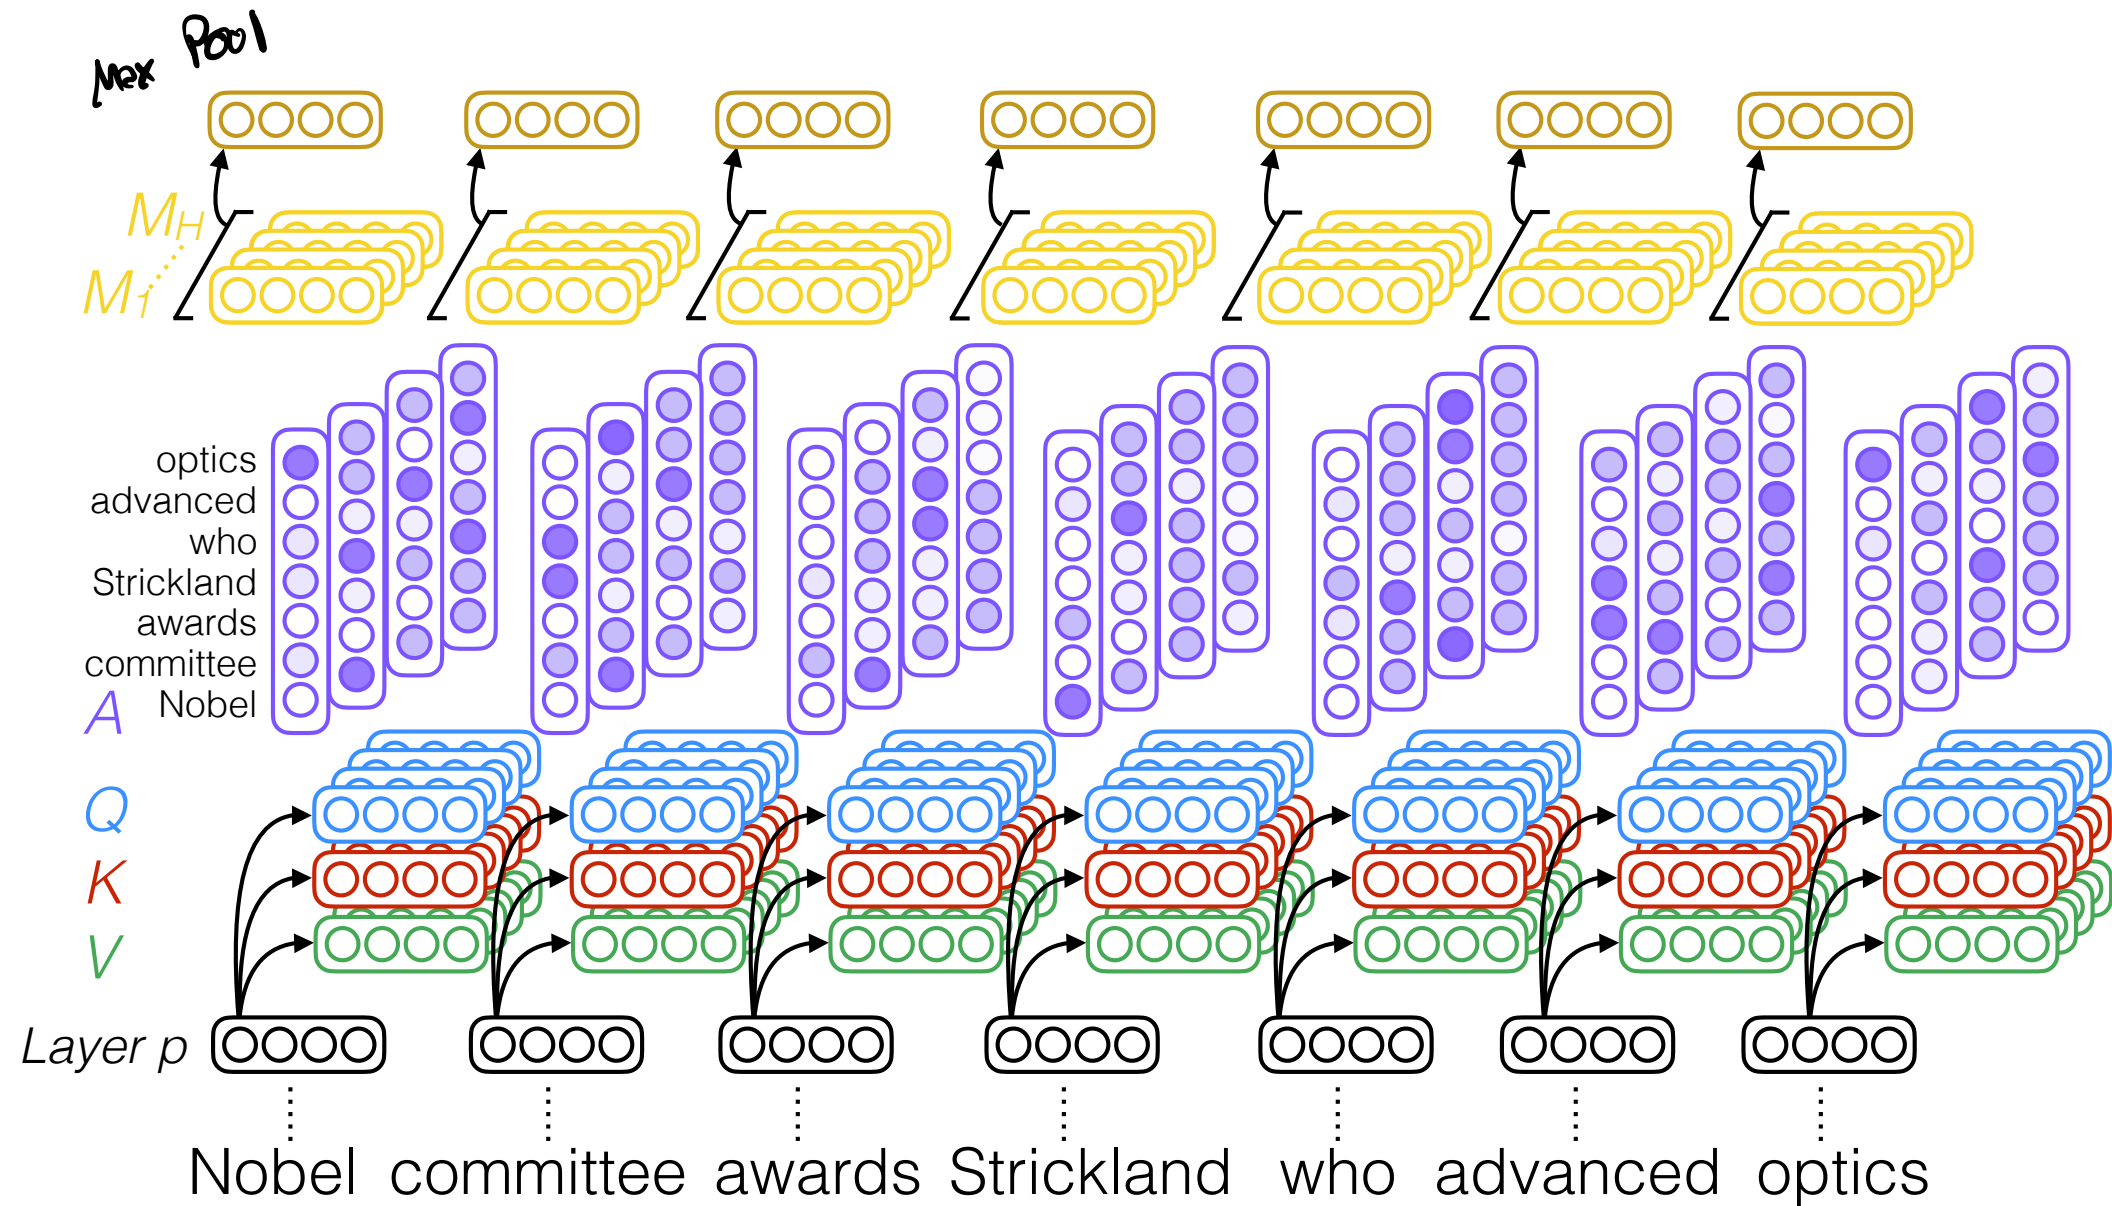 Max Pool
M_H
M_1
optics
advanced
who
Strickland
awards
committee
A Nobel
Q
K
V
Layer p
Nobel committee awards Strickland who advanced optics